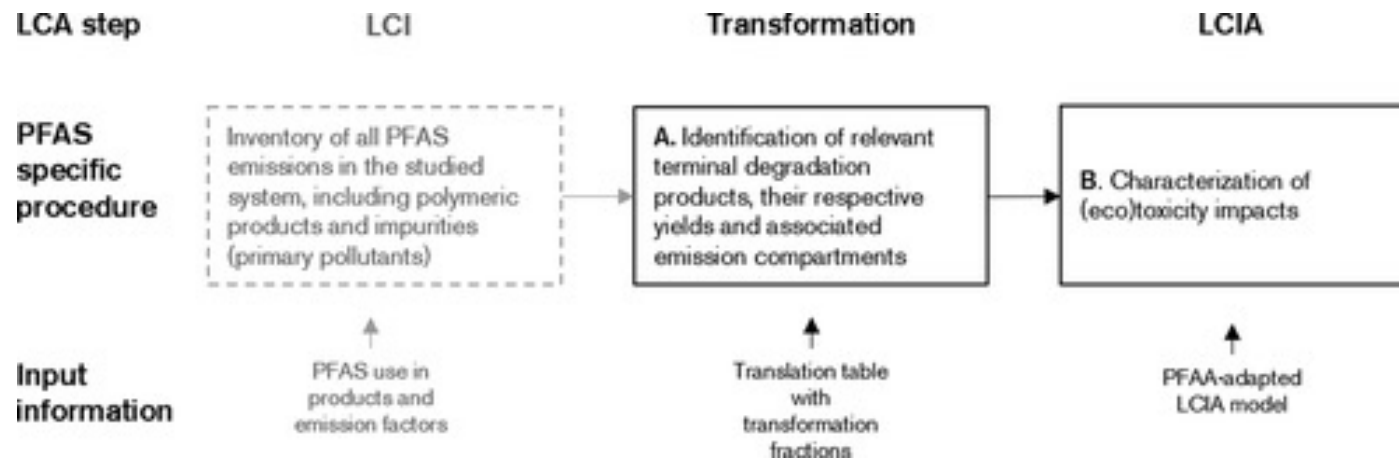 LCA step
LCI
Transformation
LCIA
PFAS
specific
procedure
Inventory of all PFAS
emissions in the studied
system, including polymeric
products and impurities
(primary pollutants)
A. Identification of relevant
terminal degradation
products, their respective
yields and associated
emission compartments
B. Characterization of
(eco)toxicity impacts
Input
information
PFAS use in
products and
emission factors
Translation table
with
transformation
fractions
PFAA-adapted
LCIA model